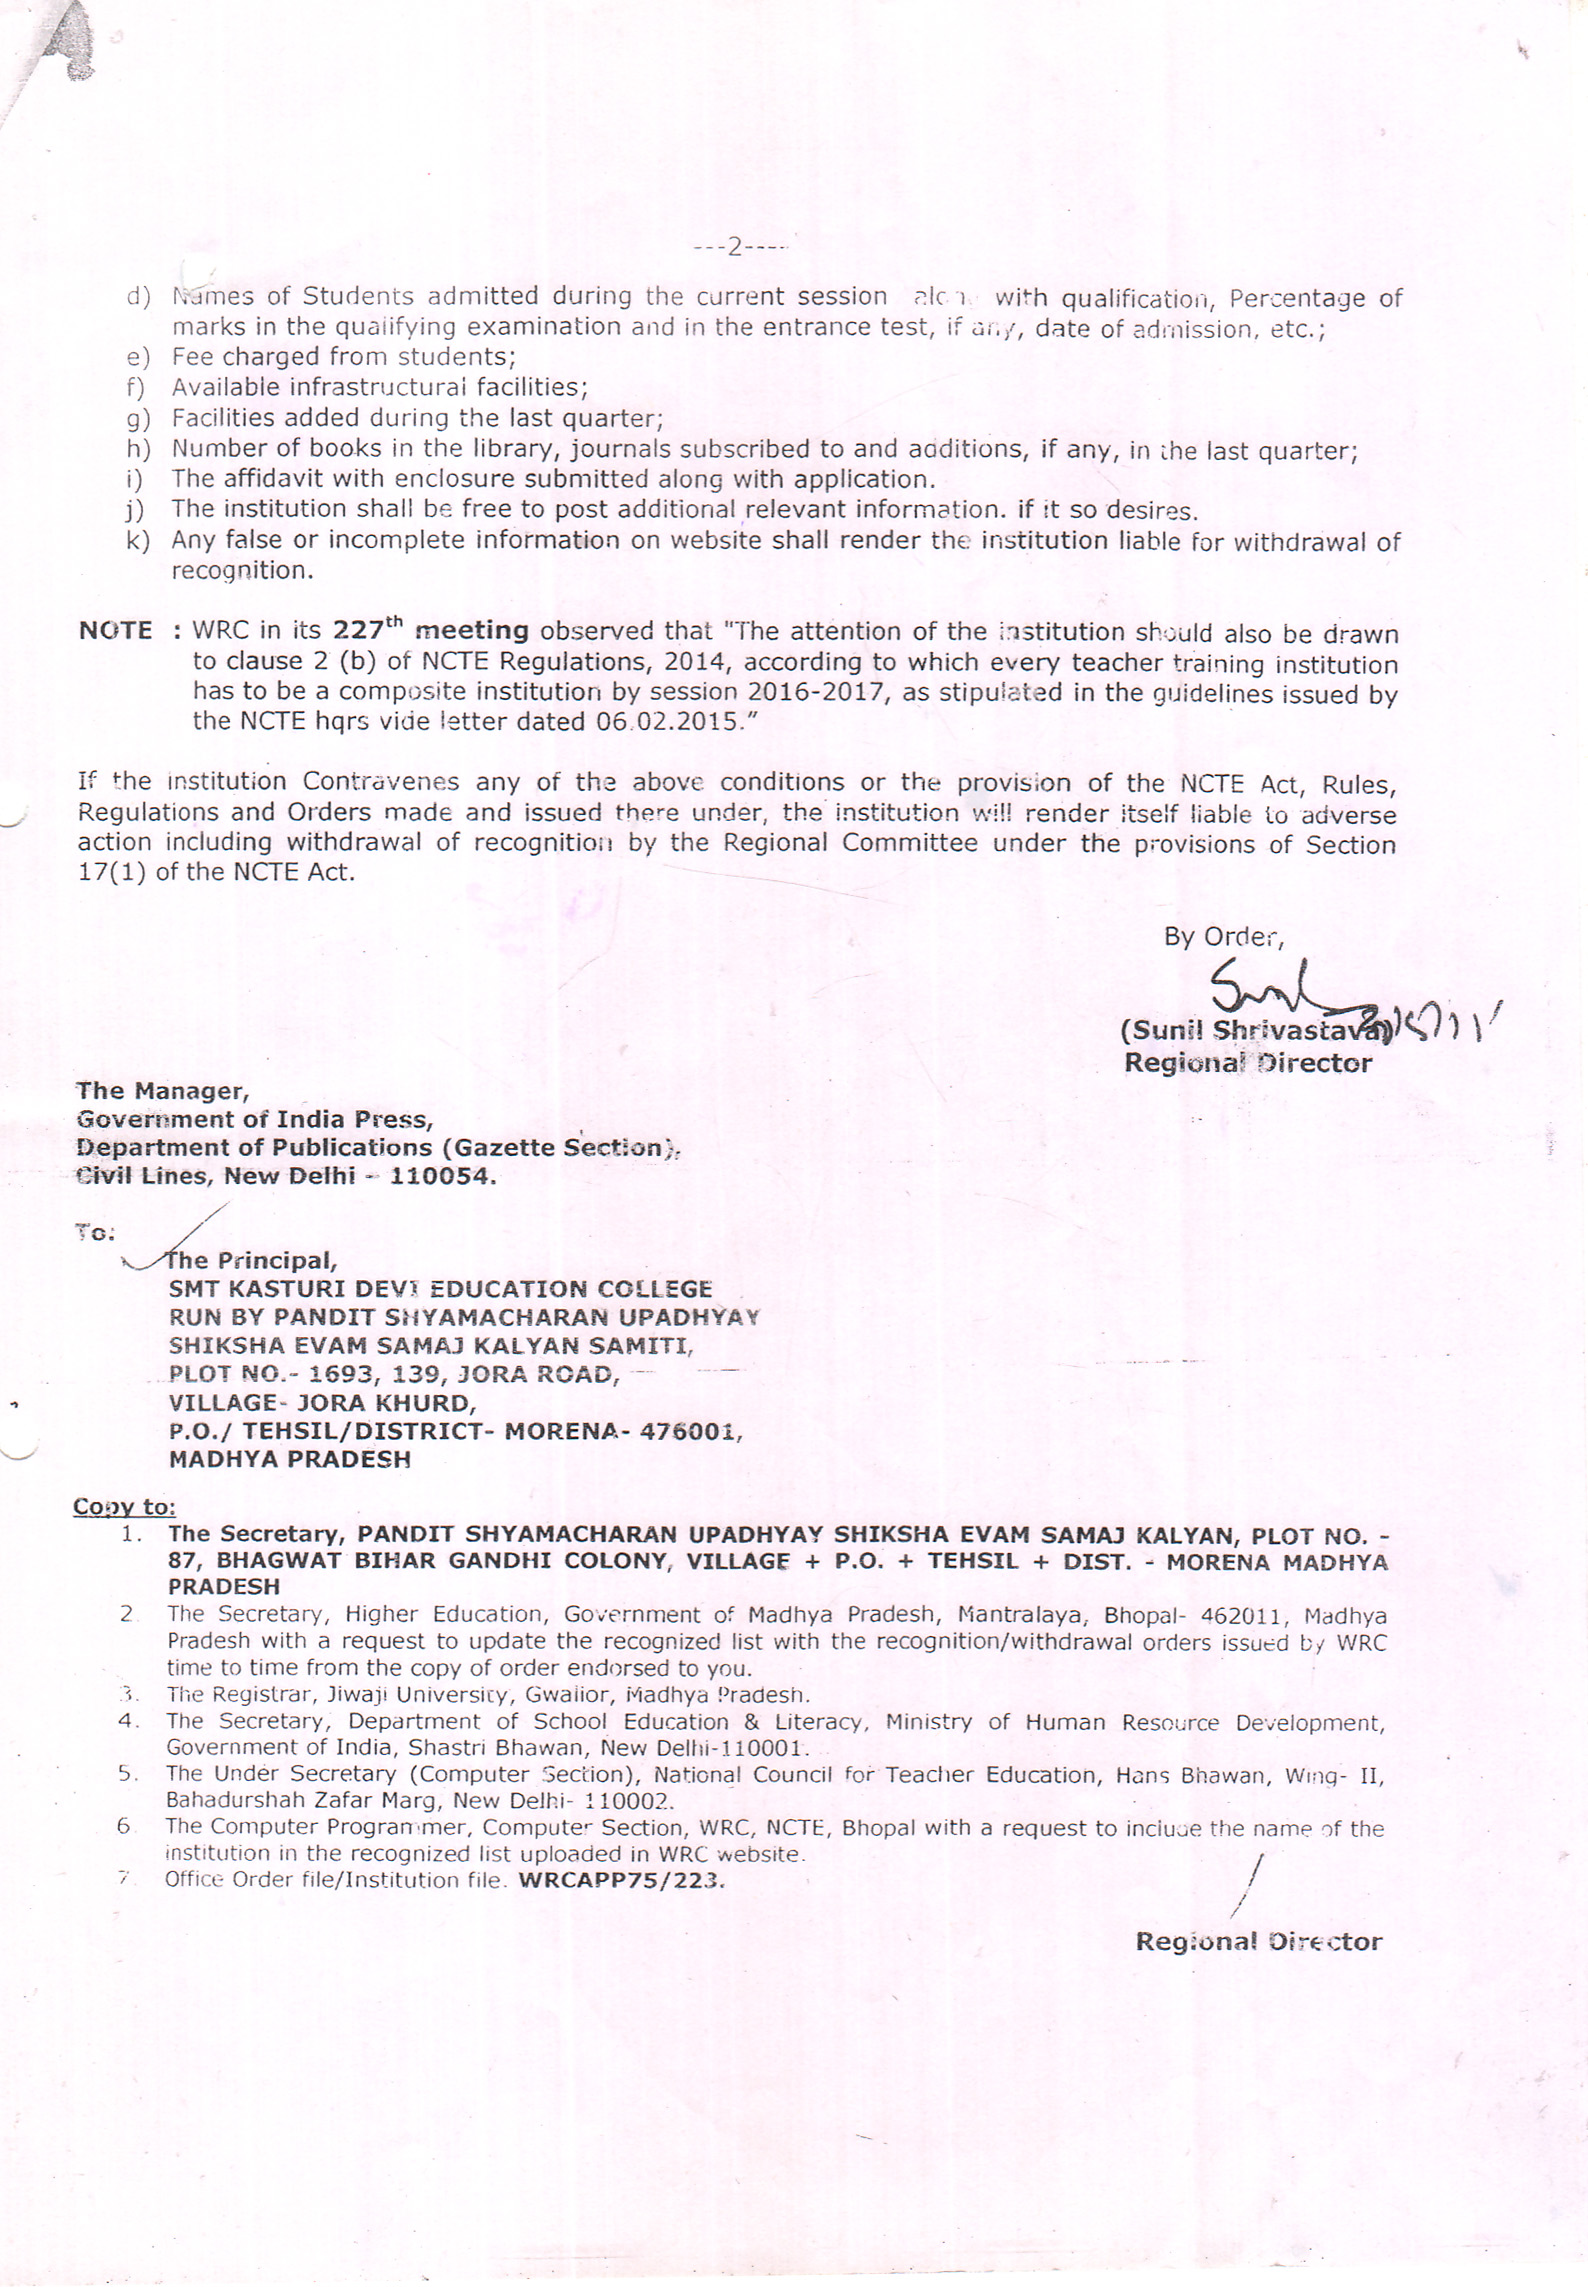 ---2----
d) Names of Students admitted during the current session along with qualification, Percentage of
marks in the qualifying examination and in the entrance test, if any, date of admission, etc.;
e) Fee charged from students;
f) Available infrastructural facilities;
g) Facilities added during the last quarter;
h) Number of books in the library, journals subscribed to and additions, if any, in the last quarter;
i) The affidavit with enclosure submitted along with application.
j) The institution shall be free to post additional relevant information. if it so desires.
k) Any false or incomplete information on website shall render the institution liable for withdrawal of
recognition.
NOTE : WRC in its 227th meeting observed that "The attention of the institution should also be drawn
to clause 2 (b) of NCTE Regulations, 2014, according to which every teacher training institution
has to be a composite institution by session 2016-2017, as stipulated in the guidelines issued by
the NCTE hqrs vide letter dated 06.02.2015."
If the institution Contravenes any of the above conditions or the provision of the NCTE Act, Rules,
Regulations and Orders made and issued there under, the institution will render itself liable to adverse
action including withdrawal of recognition by the Regional Committee under the provisions of Section
17(1) of the NCTE Act.
By Order,
(Sunil Shrivastava)
Regional Director
The Manager,
Government of India Press,
Department of Publications (Gazette Section),
Civil Lines, New Delhi - 110054.
To:
The Principal,
SMT KASTURI DEVI EDUCATION COLLEGE
RUN BY PANDIT SHYAMACHARAN UPADHYAY
SHIKSHA EVAM SAMAJ KALYAN SAMITI,
PLOT NO.- 1693, 139, JORA ROAD,
VILLAGE- JORA KHURD,
P.O./ TEHSIL/DISTRICT- MORENA- 476001,
MADHYA PRADESH
Copy to:
1. The Secretary, PANDIT SHYAMACHARAN UPADHYAY SHIKSHA EVAM SAMAJ KALYAN, PLOT NO. -
87, BHAGWAT BIHAR GANDHI COLONY, VILLAGE + P.O. + TEHSIL + DIST. - MORENA MADHYA
PRADESH
2. The Secretary, Higher Education, Government of Madhya Pradesh, Mantralaya, Bhopal- 462011, Madhya
Pradesh with a request to update the recognized list with the recognition/withdrawal orders issued by WRC
time to time from the copy of order endorsed to you.
3. The Registrar, Jiwaji University, Gwalior, Madhya Pradesh.
4. The Secretary, Department of School Education & Literacy, Ministry of Human Resource Development,
Government of India, Shastri Bhawan, New Delhi-110001.
5. The Under Secretary (Computer Section), National Council for Teacher Education, Hans Bhawan, Wing- II,
Bahadurshah Zafar Marg, New Delhi- 110002.
6. The Computer Programmer, Computer Section, WRC, NCTE, Bhopal with a request to include the name of the
institution in the recognized list uploaded in WRC website.
7. Office Order file/Institution file. WRCAPP75/223.
Regional Director